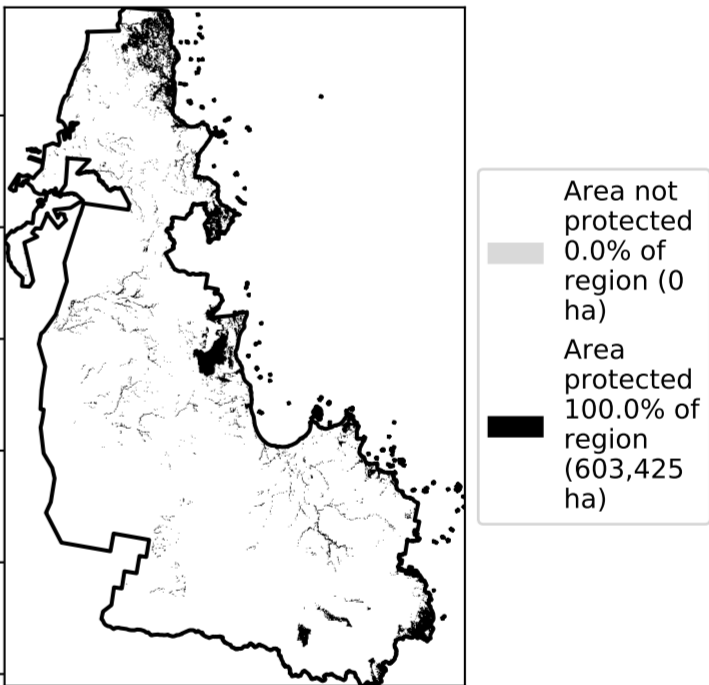 Area not
protected
0.0% of
region (0
ha)
Area
protected
100.0% of
region
(603,425
ha)